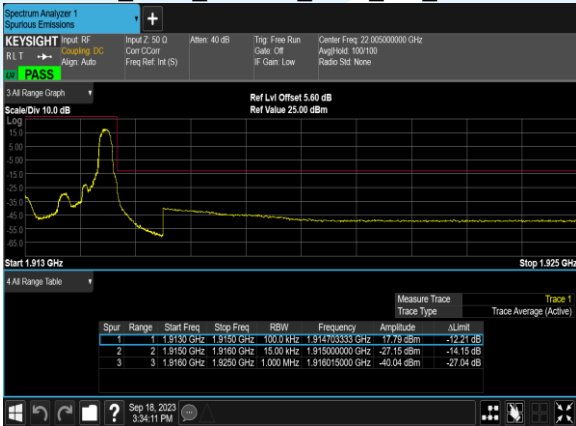 Spectrum Analyzer 1
Spurious Emissions
KEYSIGHT Input: RF Input Z: 50 Ω Atten: 40 dB Trig: Free Run Center Freq: 22.005000000 GHz
RLT Coupling: DC Corr CCorr Gate: Off Avg|Hold: 100/100
Align: Auto Freq Ref: Int (S) IF Gain: Low Radio Std: None
LXI PASS
3 All Range Graph
Ref Lvl Offset 5.60 dB
Scale/Div 10.0 dB Ref Value 25.00 dBm
Log
15.0
5.00
-5.00
-15.0
-25.0
-35.0
-45.0
-55.0
-65.0
Start 1.913 GHz Stop 1.925 GHz
4 All Range Table
Measure Trace Trace 1
Trace Type Trace Average (Active)
Spur Range Start Freq Stop Freq RBW Frequency Amplitude ΔLimit
1 1 1.9130 GHz 1.9150 GHz 100.0 kHz 1.914703333 GHz 17.79 dBm -12.21 dB
2 2 1.9150 GHz 1.9160 GHz 15.00 kHz 1.915000000 GHz -27.15 dBm -14.15 dB
3 3 1.9160 GHz 1.9250 GHz 1.000 MHz 1.916015000 GHz -40.04 dBm -27.04 dB
? Sep 18, 2023
3:34:11 PM